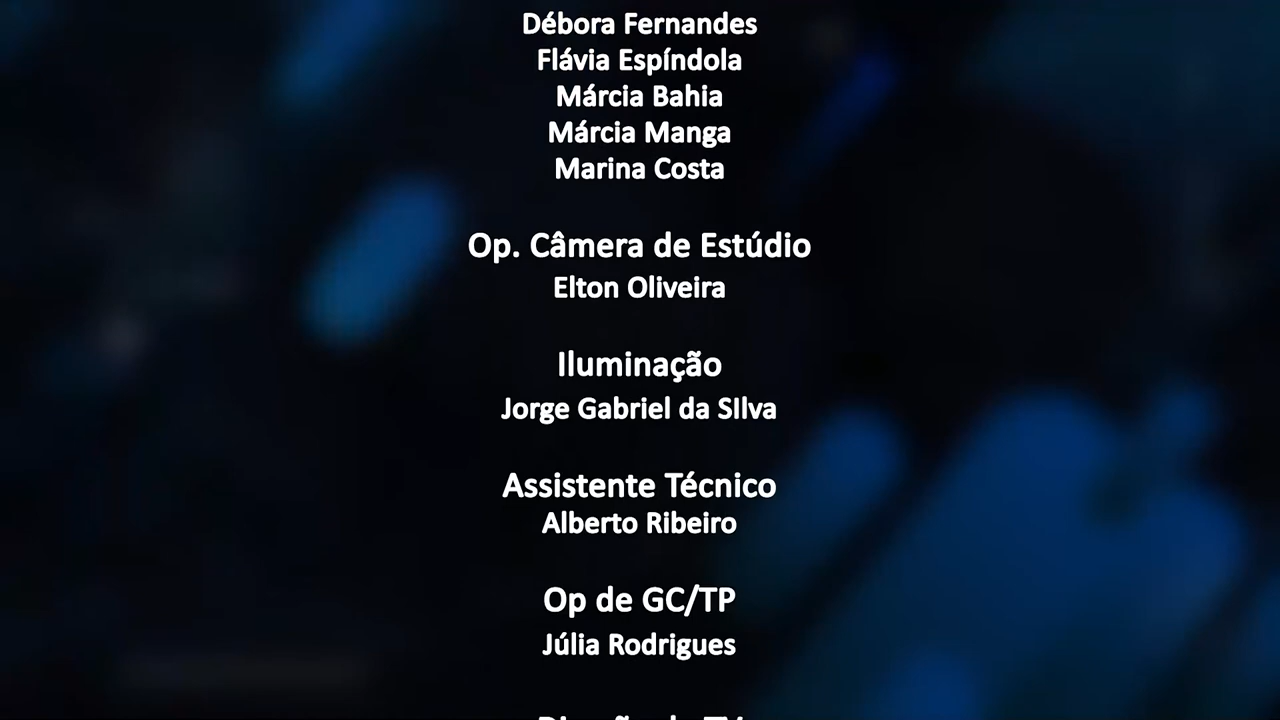 Débora Fernandes
Flávia Espíndola
Márcia Bahia
Márcia Manga
Marina Costa
Op. Câmera de Estúdio
Elton Oliveira
Iluminação
Jorge Gabriel da SIlva
Assistente Técnico
Alberto Ribeiro
Op de GC/TP
Júlia Rodrigues